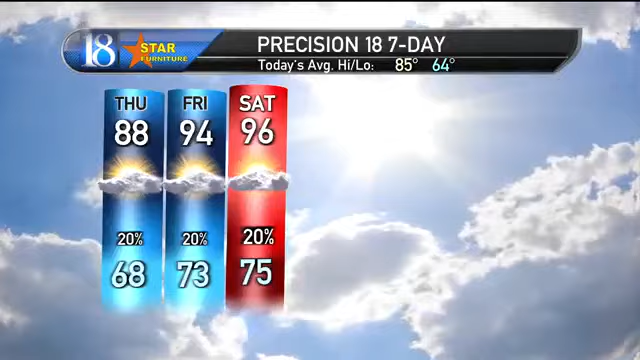 18 STAR FURNITURE
PRECISION 18 7-DAY
Today's Avg. Hi/Lo: 85° 64°
THU FRI SAT
88 94 96
20% 20% 20%
68 73 75